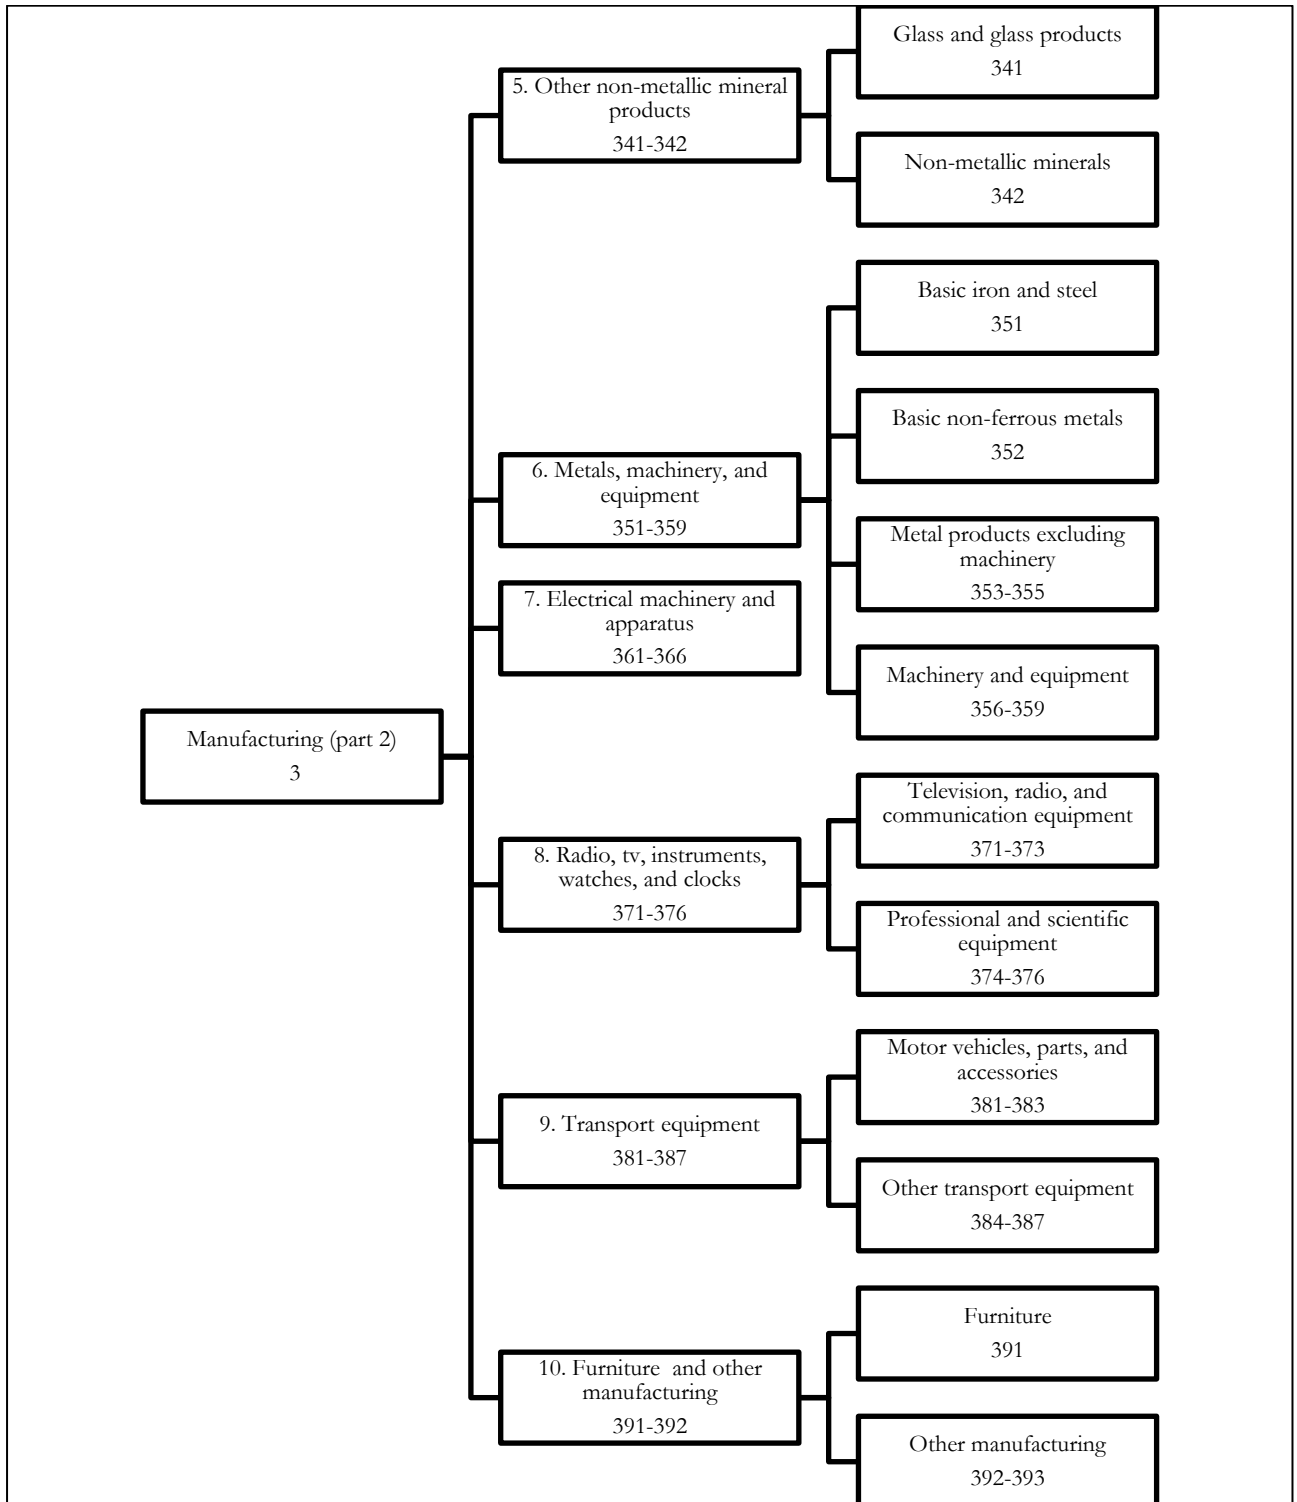 Manufacturing (part 2)
3
5. Other non-metallic mineral
products
341-342
Glass and glass products
341
Non-metallic minerals
342
6. Metals, machinery, and
equipment
351-359
Basic iron and steel
351
Basic non-ferrous metals
352
Metal products excluding
machinery
353-355
Machinery and equipment
356-359
7. Electrical machinery and
apparatus
361-366
8. Radio, tv, instruments,
watches, and clocks
371-376
Television, radio, and
communication equipment
371-373
Professional and scientific
equipment
374-376
9. Transport equipment
381-387
Motor vehicles, parts, and
accessories
381-383
Other transport equipment
384-387
10. Furniture  and other
manufacturing
391-392
Furniture
391
Other manufacturing
392-393